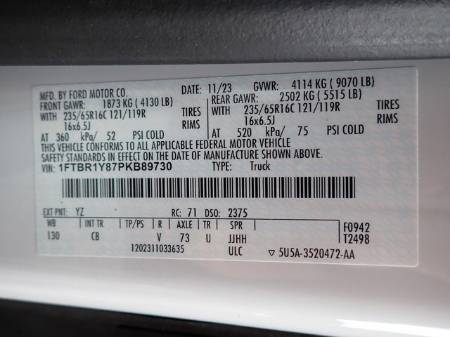 MFD. BY FORD MOTOR CO.
DATE: 11/23 GVWR: 4114 KG (9070 LB)
FRONT GAWR: 1873 KG (4130 LB) REAR GAWR: 2502 KG (5515 LB)
WITH 235/65R16C 121/119R TIRES WITH 235/65R16C 121/119R TIRES
16x6.5J RIMS 16x6.5J RIMS
AT 360 kPa/ 52 PSI COLD AT 520 kPa/ 75 PSI COLD
CONFORMS TO ALL APPLICABLE FEDERAL MOTOR VEHICLE
SAFETY STANDARDS IN EFFECT ON THE DATE OF MANUFACTURE SHOWN ABOVE.
VIN: 1FTBR1Y87PKB89730 TYPE: Truck
EXT PNT: YZ RC: 71 DSO: 2375
WB INT TR TP/PS R AXLE TR SPR F0942
130 CB V 73 U JJHH T2498
1202311033635 ULC ▽ 5U5A-3520472-AA